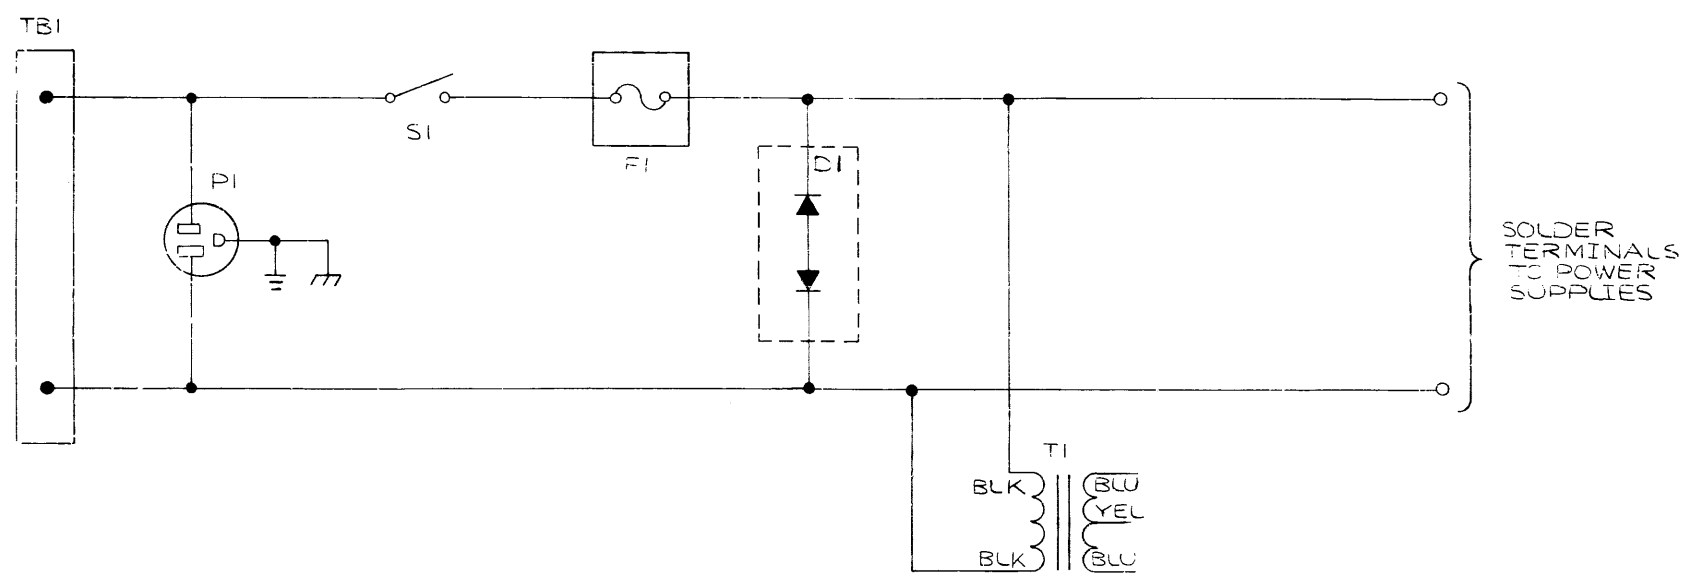 TB1
S1
F1
D1
P1
SOLDER
TERMINALS
TO POWER
SUPPLIES
T1
BLK
BLU
YEL
BLK
BLU